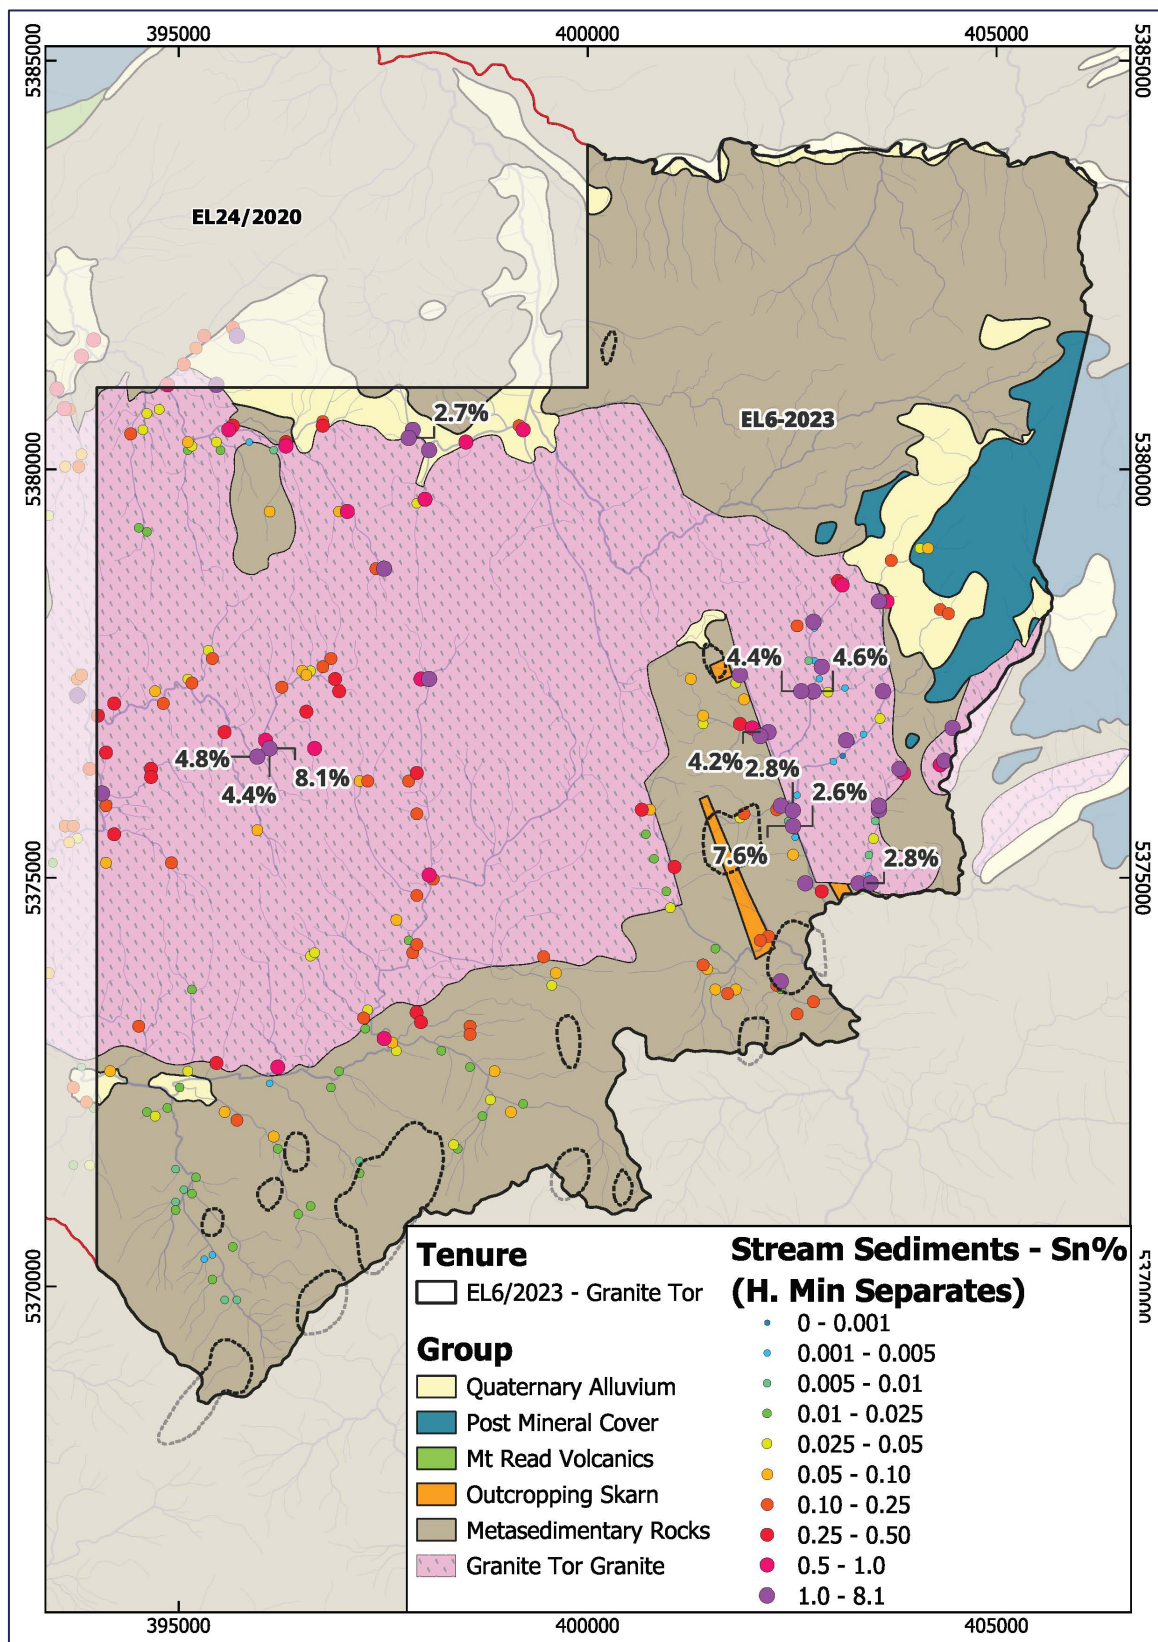 395000
400000
405000
5385000
5385000
EL24/2020
2.7%
EL6-2023
5380000
5380000
4.4%
4.6%
4.8%
4.4%
8.1%
4.2%
2.8%
2.6%
7.6%
2.8%
5375000
5375000
5370000
5370000
Tenure
EL6/2023 - Granite Tor
Group
Quaternary Alluvium
Post Mineral Cover
Mt Read Volcanics
Outcropping Skarn
Metasedimentary Rocks
Granite Tor Granite
Stream Sediments - Sn%
(H. Min Separates)
0 - 0.001
0.001 - 0.005
0.005 - 0.01
0.01 - 0.025
0.025 - 0.05
0.05 - 0.10
0.10 - 0.25
0.25 - 0.50
0.5 - 1.0
1.0 - 8.1
395000
400000
405000